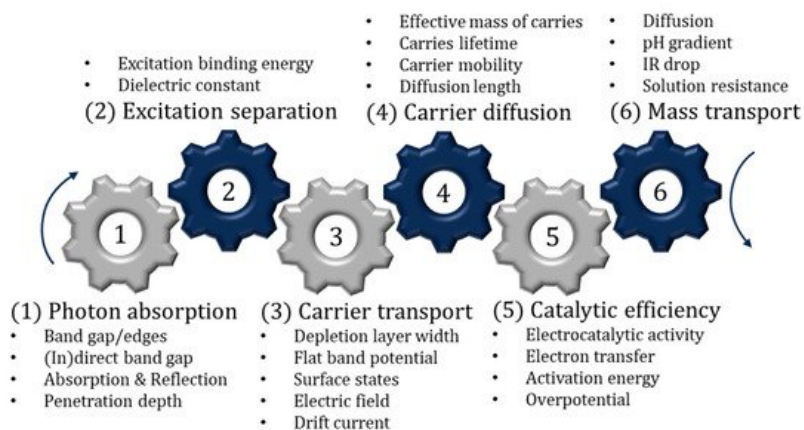 • Excitation binding energy
• Dielectric constant
(2) Excitation separation
• Effective mass of carries
• Carries lifetime
• Carrier mobility
• Diffusion length
(4) Carrier diffusion
• Diffusion
• pH gradient
• IR drop
• Solution resistance
(6) Mass transport
1
2
3
4
5
6
(1) Photon absorption
• Band gap/edges
• (In)direct band gap
• Absorption & Reflection
• Penetration depth
(3) Carrier transport
• Depletion layer width
• Flat band potential
• Surface states
• Electric field
• Drift current
(5) Catalytic efficiency
• Electrocatalytic activity
• Electron transfer
• Activation energy
• Overpotential